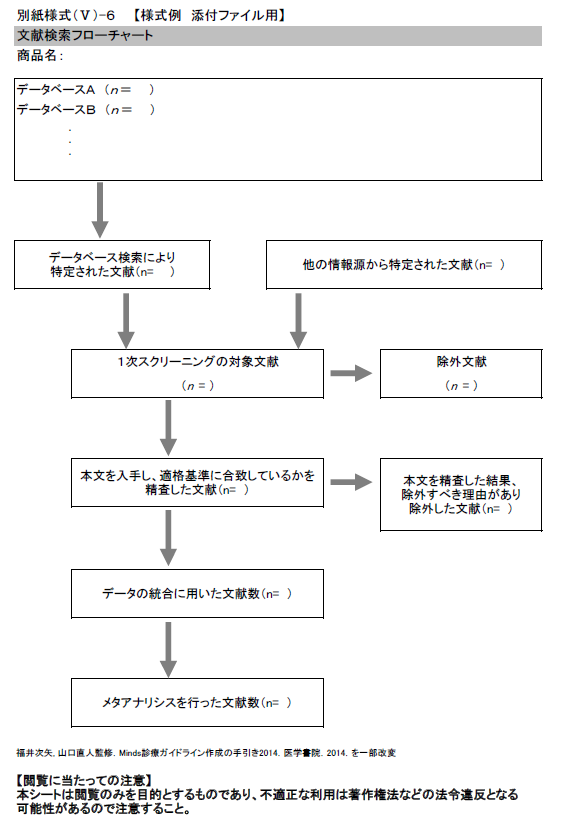 別紙様式(Ⅴ)-６ 【様式例 添付ファイル用】
文献検索フローチャート
商品名：
データベースＡ （n＝ ）
データベースＢ （n＝ ）
.
.
.
データベース検索により
特定された文献（n= ）
他の情報源から特定された文献（n= ）
１次スクリーニングの対象文献
（n = ）
除外文献
（n = ）
本文を入手し、適格基準に合致しているかを
精査した文献（n= ）
本文を精査した結果、
除外すべき理由があり
除外した文献（n= ）
データの統合に用いた文献数（n= ）
メタアナリシスを行った文献数（n= ）
福井次矢, 山口直人監修. Minds診療ガイドライン作成の手引き2014. 医学書院. 2014. を一部改変
【閲覧に当たっての注意】
本シートは閲覧のみを目的とするものであり、不適正な利用は著作権法などの法令違反となる
可能性があるので注意すること。